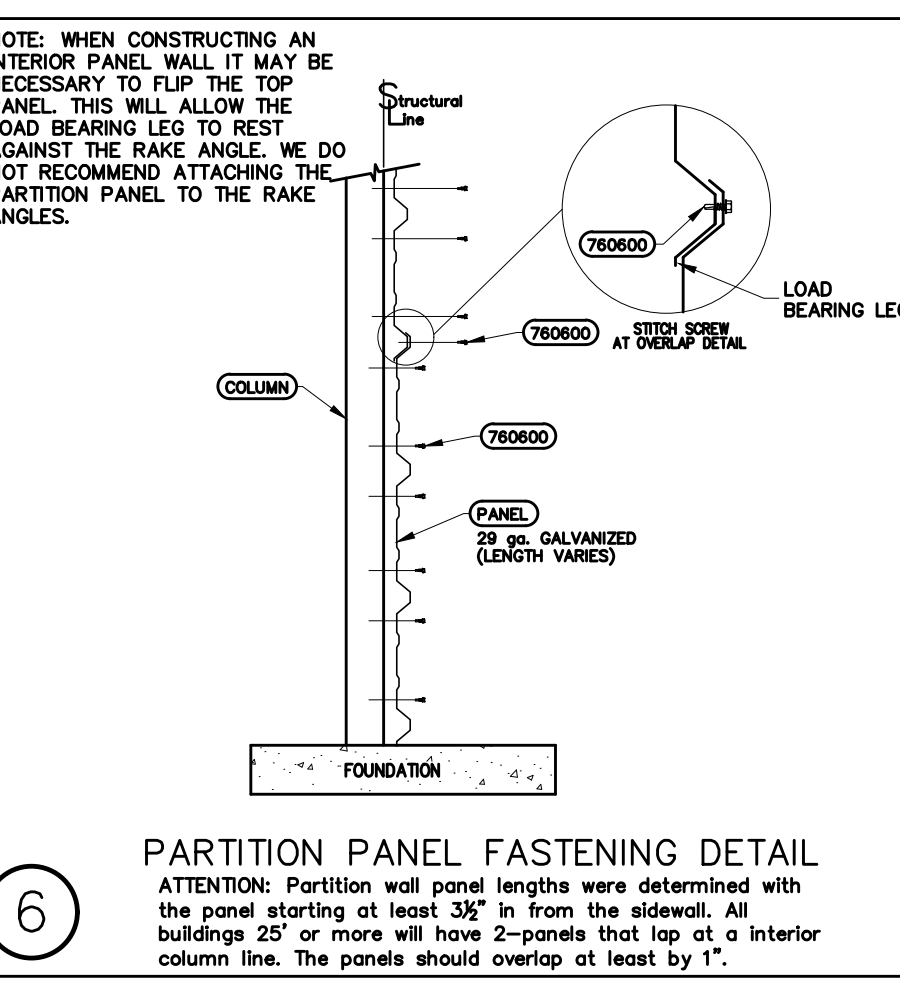 OTE: WHEN CONSTRUCTING AN
NTERIOR PANEL WALL IT MAY BE
ECESSARY TO FLIP THE TOP
ANEL. THIS WILL ALLOW THE
OAD BEARING LEG TO REST
AGAINST THE RAKE ANGLE. WE DO
NOT RECOMMEND ATTACHING THE
PARTITION PANEL TO THE RAKE
ANGLES.
Structural
Line
760600
LOAD
BEARING LEG
STITCH SCREW
AT OVERLAP DETAIL
760600
COLUMN
760600
PANEL
29 ga. GALVANIZED
(LENGTH VARIES)
FOUNDATION
PARTITION PANEL FASTENING DETAIL
6
ATTENTION: Partition wall panel lengths were determined with
the panel starting at least 3½" in from the sidewall. All
buildings 25' or more will have 2-panels that lap at a interior
column line. The panels should overlap at least by 1".